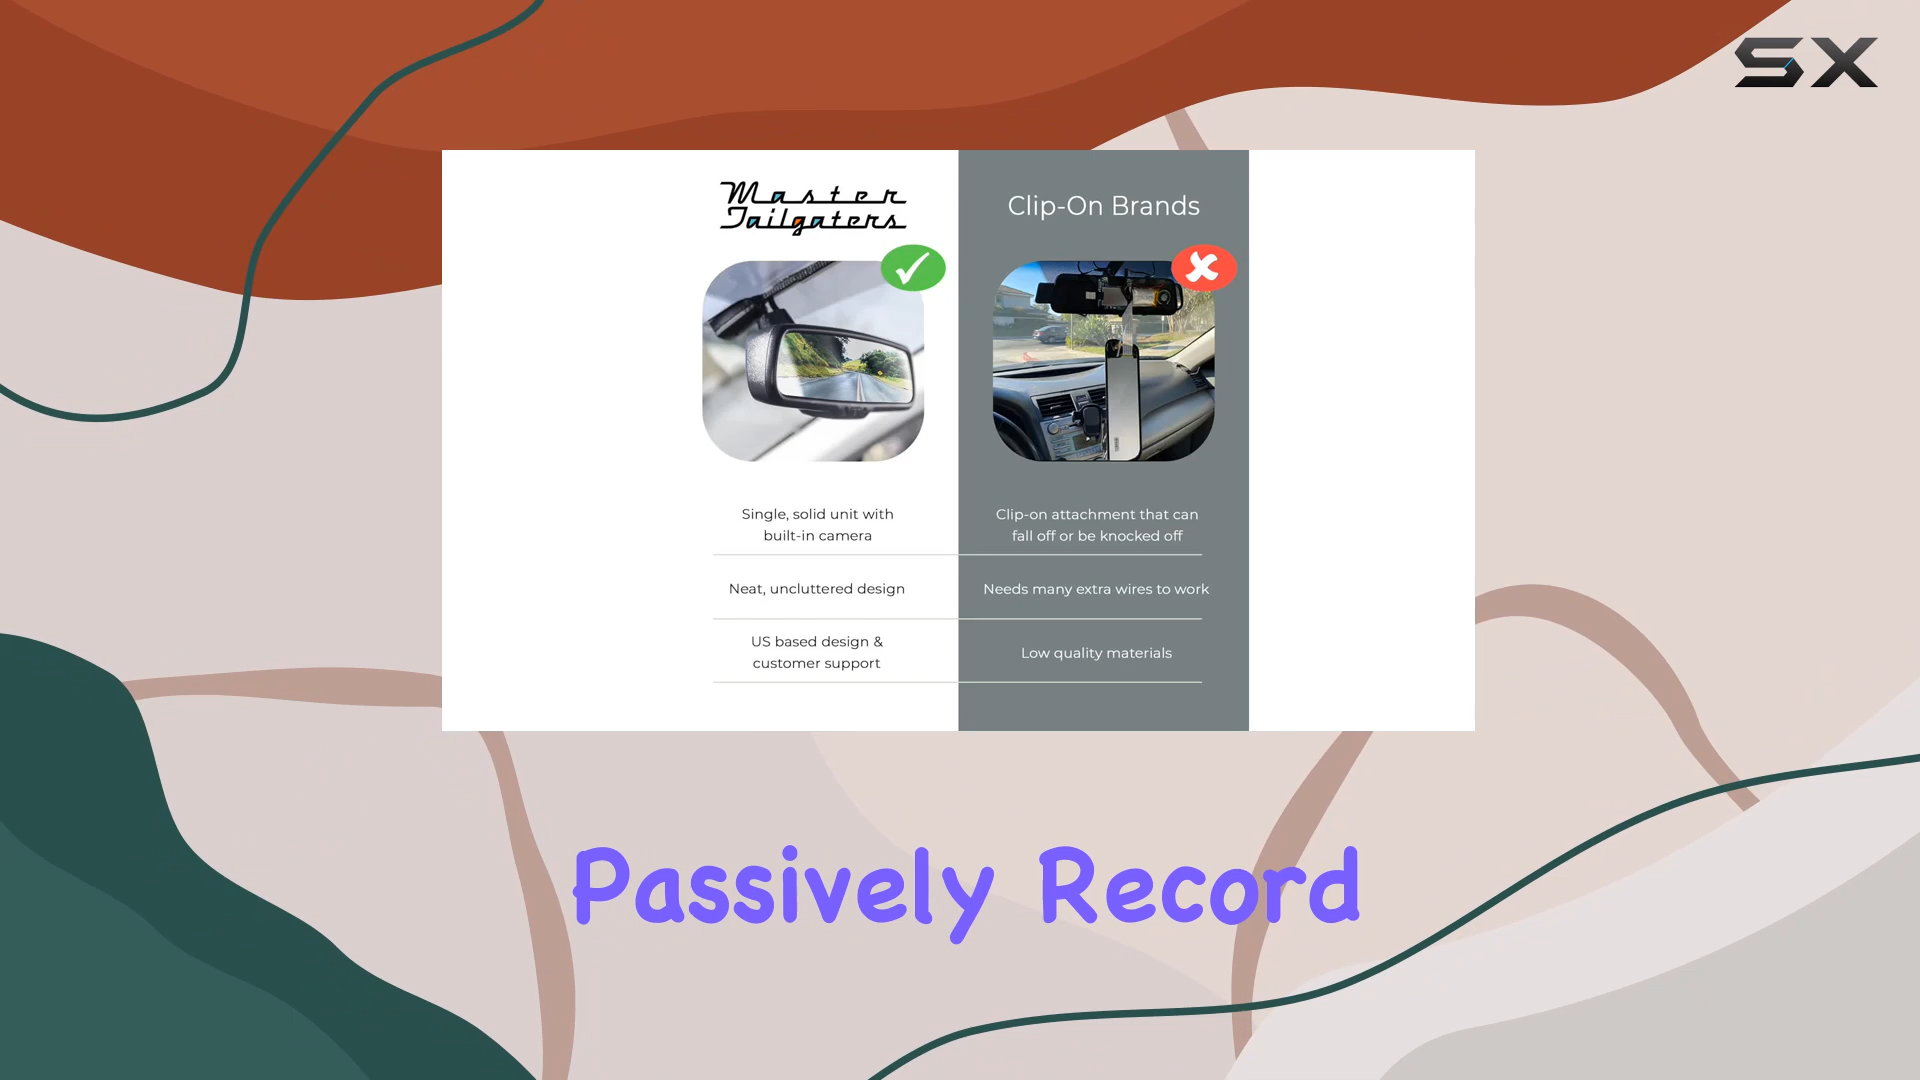 SX
Master
Tailgaters
Clip-On Brands
Single, solid unit with
built-in camera
Clip-on attachment that can
fall off or be knocked off
Neat, uncluttered design
Needs many extra wires to work
US based design &
customer support
Low quality materials
Passively Record